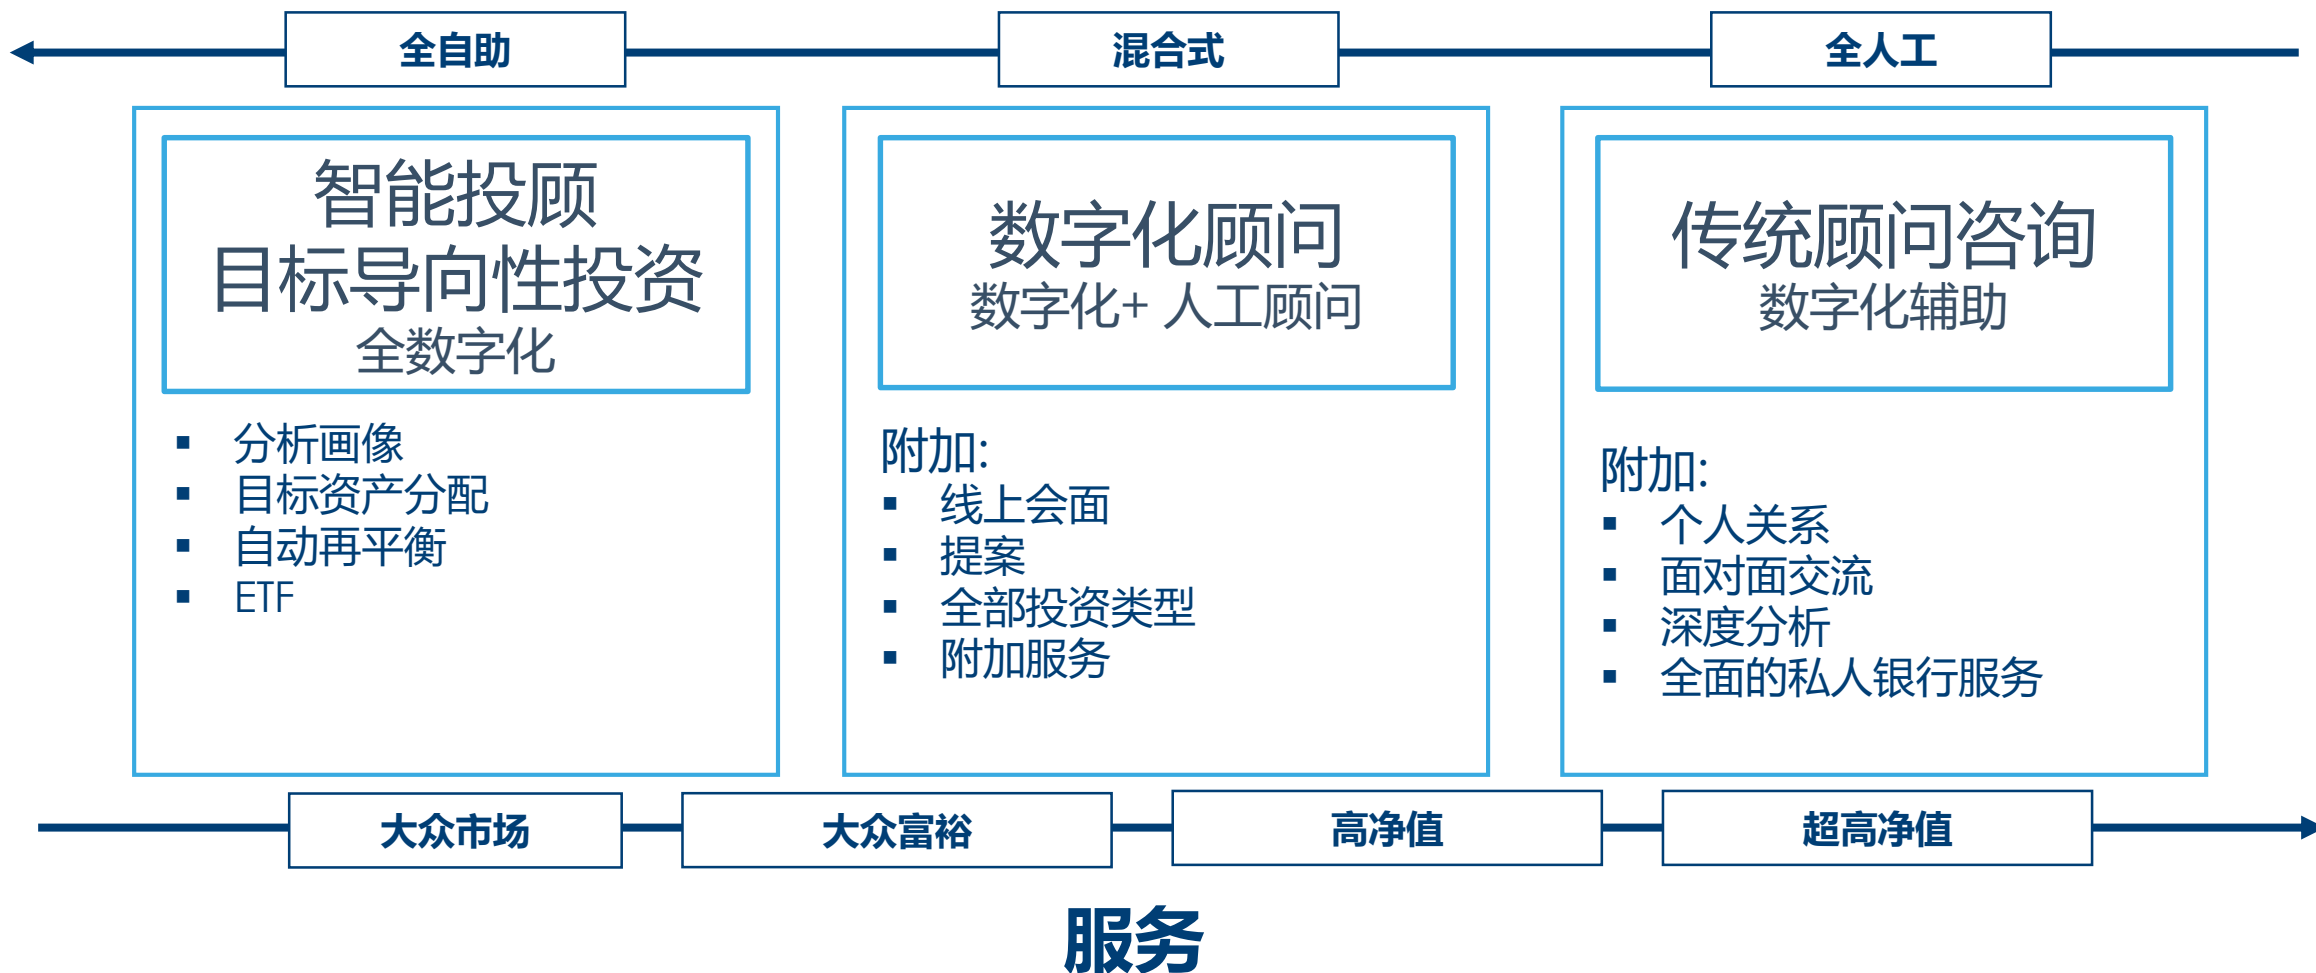 全自助
混合式
全人工
智能投顾
目标导向性投资
全数字化
▪ 分析画像
▪ 目标资产分配
▪ 自动再平衡
▪ ETF
数字化顾问
数字化+ 人工顾问
附加:
▪ 线上会面
▪ 提案
▪ 全部投资类型
▪ 附加服务
传统顾问咨询
数字化辅助
附加:
▪ 个人关系
▪ 面对面交流
▪ 深度分析
▪ 全面的私人银行服务
大众市场
大众富裕
高净值
超高净值
服务